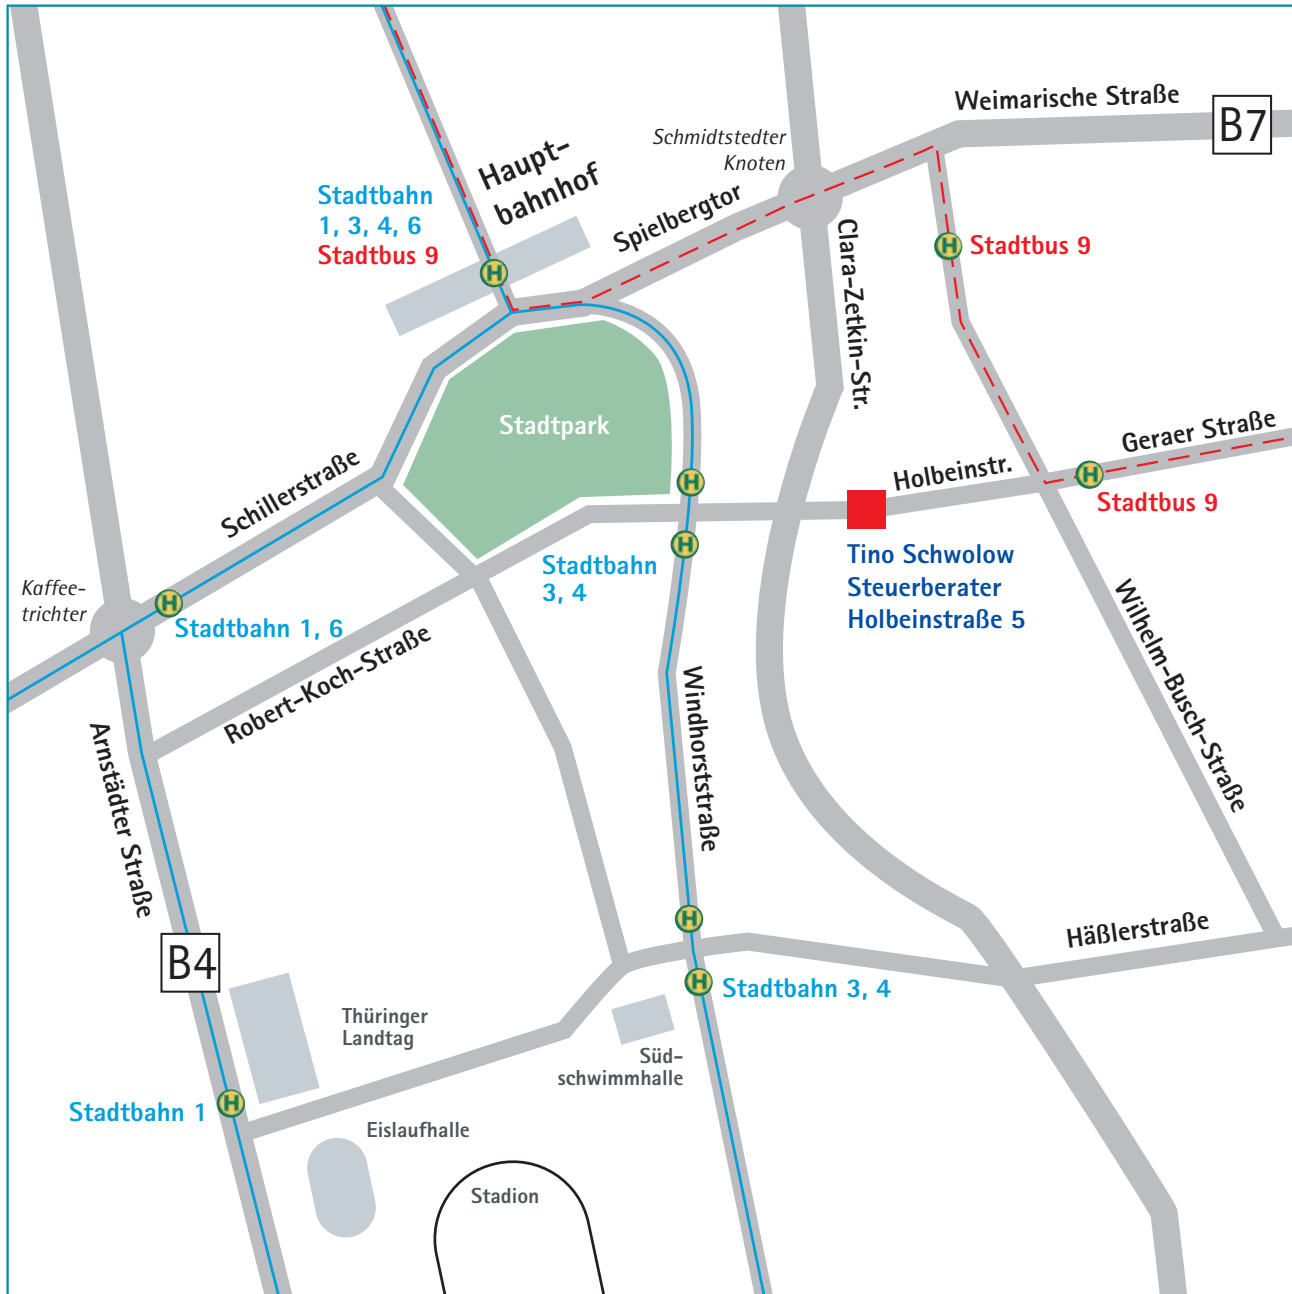 Weimarische Straße
B7
Schmidtstedter
Knoten
Haupt-
bahnhof
Stadtbahn
1, 3, 4, 6
Stadtbus 9
Spielbergtor
Clara-Zetkin-Str.
H
H
Stadtbus 9
Stadtpark
Geraer Straße
Holbeinstr.
H
Stadtbus 9
Schillerstraße
H
H
Stadtbahn
3, 4
Tino Schwolow
Steuerberater
Holbeinstraße 5
Kaffee-
trichter
H
Stadtbahn 1, 6
Robert-Koch-Straße
Wilhelm-Busch-Straße
Windhorststraße
Arnstädter Straße
H
Häßlerstraße
B4
H
Stadtbahn 3, 4
Thüringer
Landtag
Süd-
schwimmhalle
Stadtbahn 1
H
Eislaufhalle
Stadion